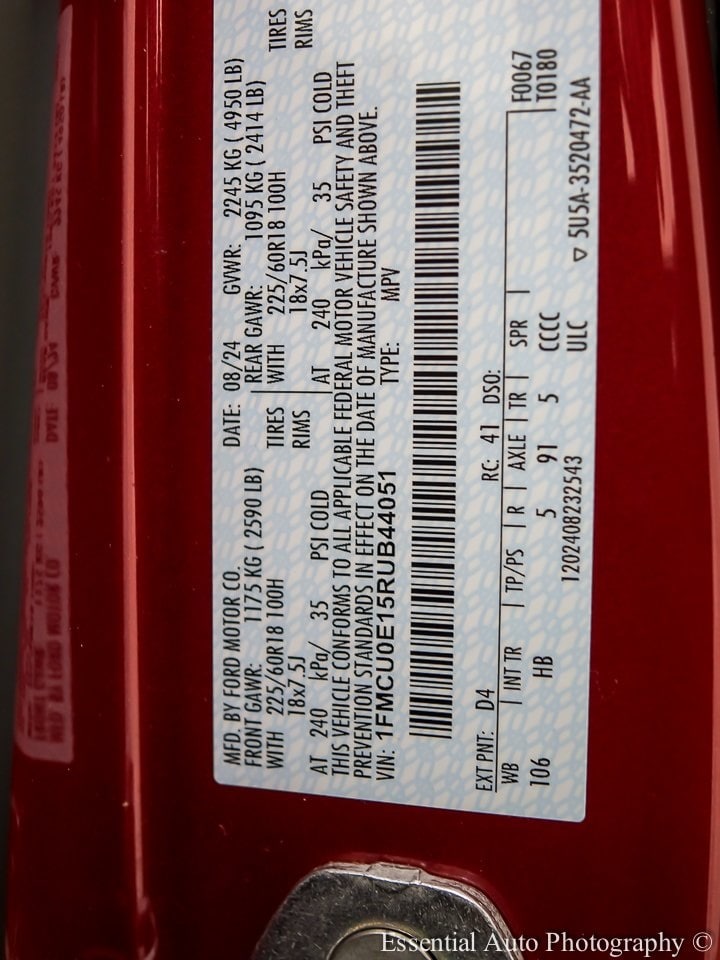 MFD. BY FORD MOTOR CO. DATE: 08/24 GVWR: 2245 KG ( 4950 LB)
FRONT GAWR: 1175 KG ( 2590 LB) REAR GAWR: 1095 KG ( 2414 LB)
WITH 225/60R18 100H TIRES WITH 225/60R18 100H TIRES
18x7.5J RIMS 18x7.5J RIMS
AT 240 kPa/ 35 PSI COLD AT 240 kPa/ 35 PSI COLD
THIS VEHICLE CONFORMS TO ALL APPLICABLE FEDERAL MOTOR VEHICLE SAFETY AND THEFT
PREVENTION STANDARDS IN EFFECT ON THE DATE OF MANUFACTURE SHOWN ABOVE.
VIN: 1FMCU0E15RUB44051 TYPE: MPV
EXT PNT: D4 RC: 41 DSO:
WB INT TR TP/PS R AXLE TR SPR F0067
106 HB 5 91 5 CCCC T0180
1202408232543 ULC ▽ 5U5A-3520472-AA
Essential Auto Photography ©